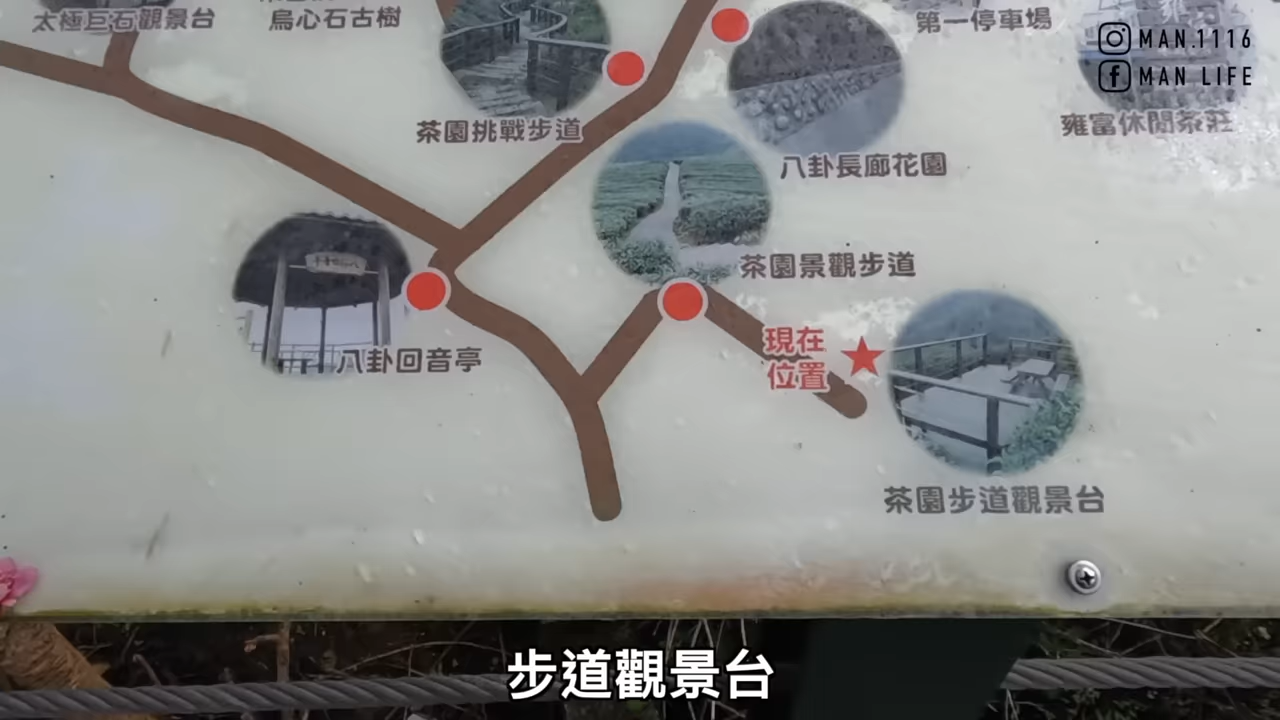 太極巨石觀景台
烏心石古樹
第一停車場
MAN.1116
MAN LIFE
茶園挑戰步道
雍富休閒茶莊
八卦長廊花園
茶園景觀步道
八卦回音亭
現在
位置
茶園步道觀景台
步道觀景台